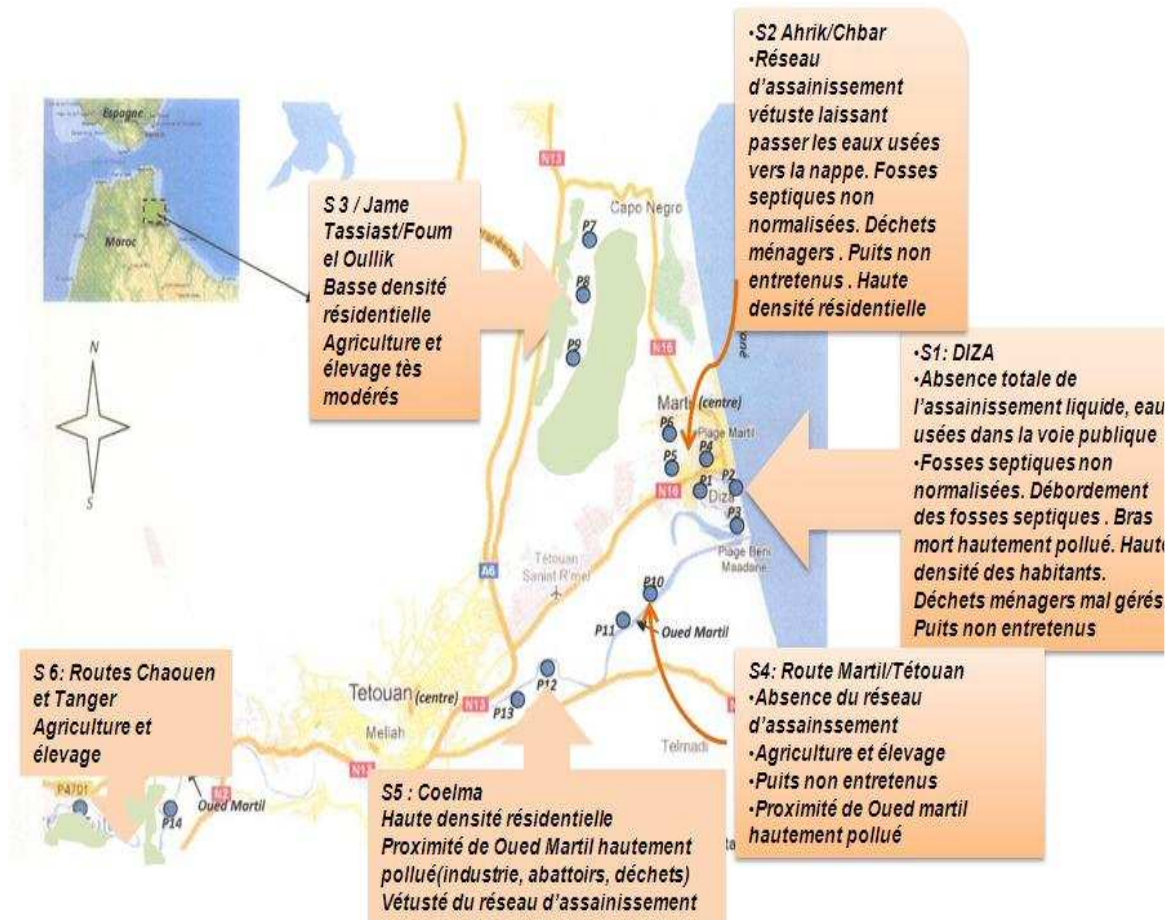 •S2 Ahrik/Chbar
•Réseau
d'assainissement
vétuste laissant
passer les eaux usées
vers la nappe. Fosses
septiques non
normalisées. Déchets
ménagers . Puits non
entretenus . Haute
densité résidentielle
Espagne
Maroc
N
S
S 3 / Jame
Tassiast/Foum
el Oullik
Basse densité
résidentielle
Agriculture et
élevage tès
modérés
N13
Capo Negro
P7
P8
P9
N16
Mart (centre)
P6
Plage Martil
P4
P5
N16
P1
P2
Diza
P3
Plage Béni
Maadane
•S1: DIZA
•Absence totale de
l'assainissement liquide, eau
usées dans la voie publique
•Fosses septiques non
normalisées. Débordement
des fosses septiques . Bras
mort hautement pollué. Haute
densité des habitants.
Déchets ménagers mal gérés
Puits non entretenus
Tétouan
Saniat R'mel
A6
P10
P11
Oued Martil
P12
P13
N13
Tetouan (centre)
Mellah
N13
Telmadi
S4: Route Martil/Tétouan
•Absence du réseau
d'assainssement
•Agriculture et élevage
•Puits non entretenus
•Proximité de Oued martil
hautement pollué
S 6: Routes Chaouen
et Tanger
Agriculture et
élevage
P4701
P14
Oued Martil
N2
S5 : Coelma
Haute densité résidentielle
Proximité de Oued Martil hautement
pollué(industrie, abattoirs, déchets)
Vétusté du réseau d'assainissement